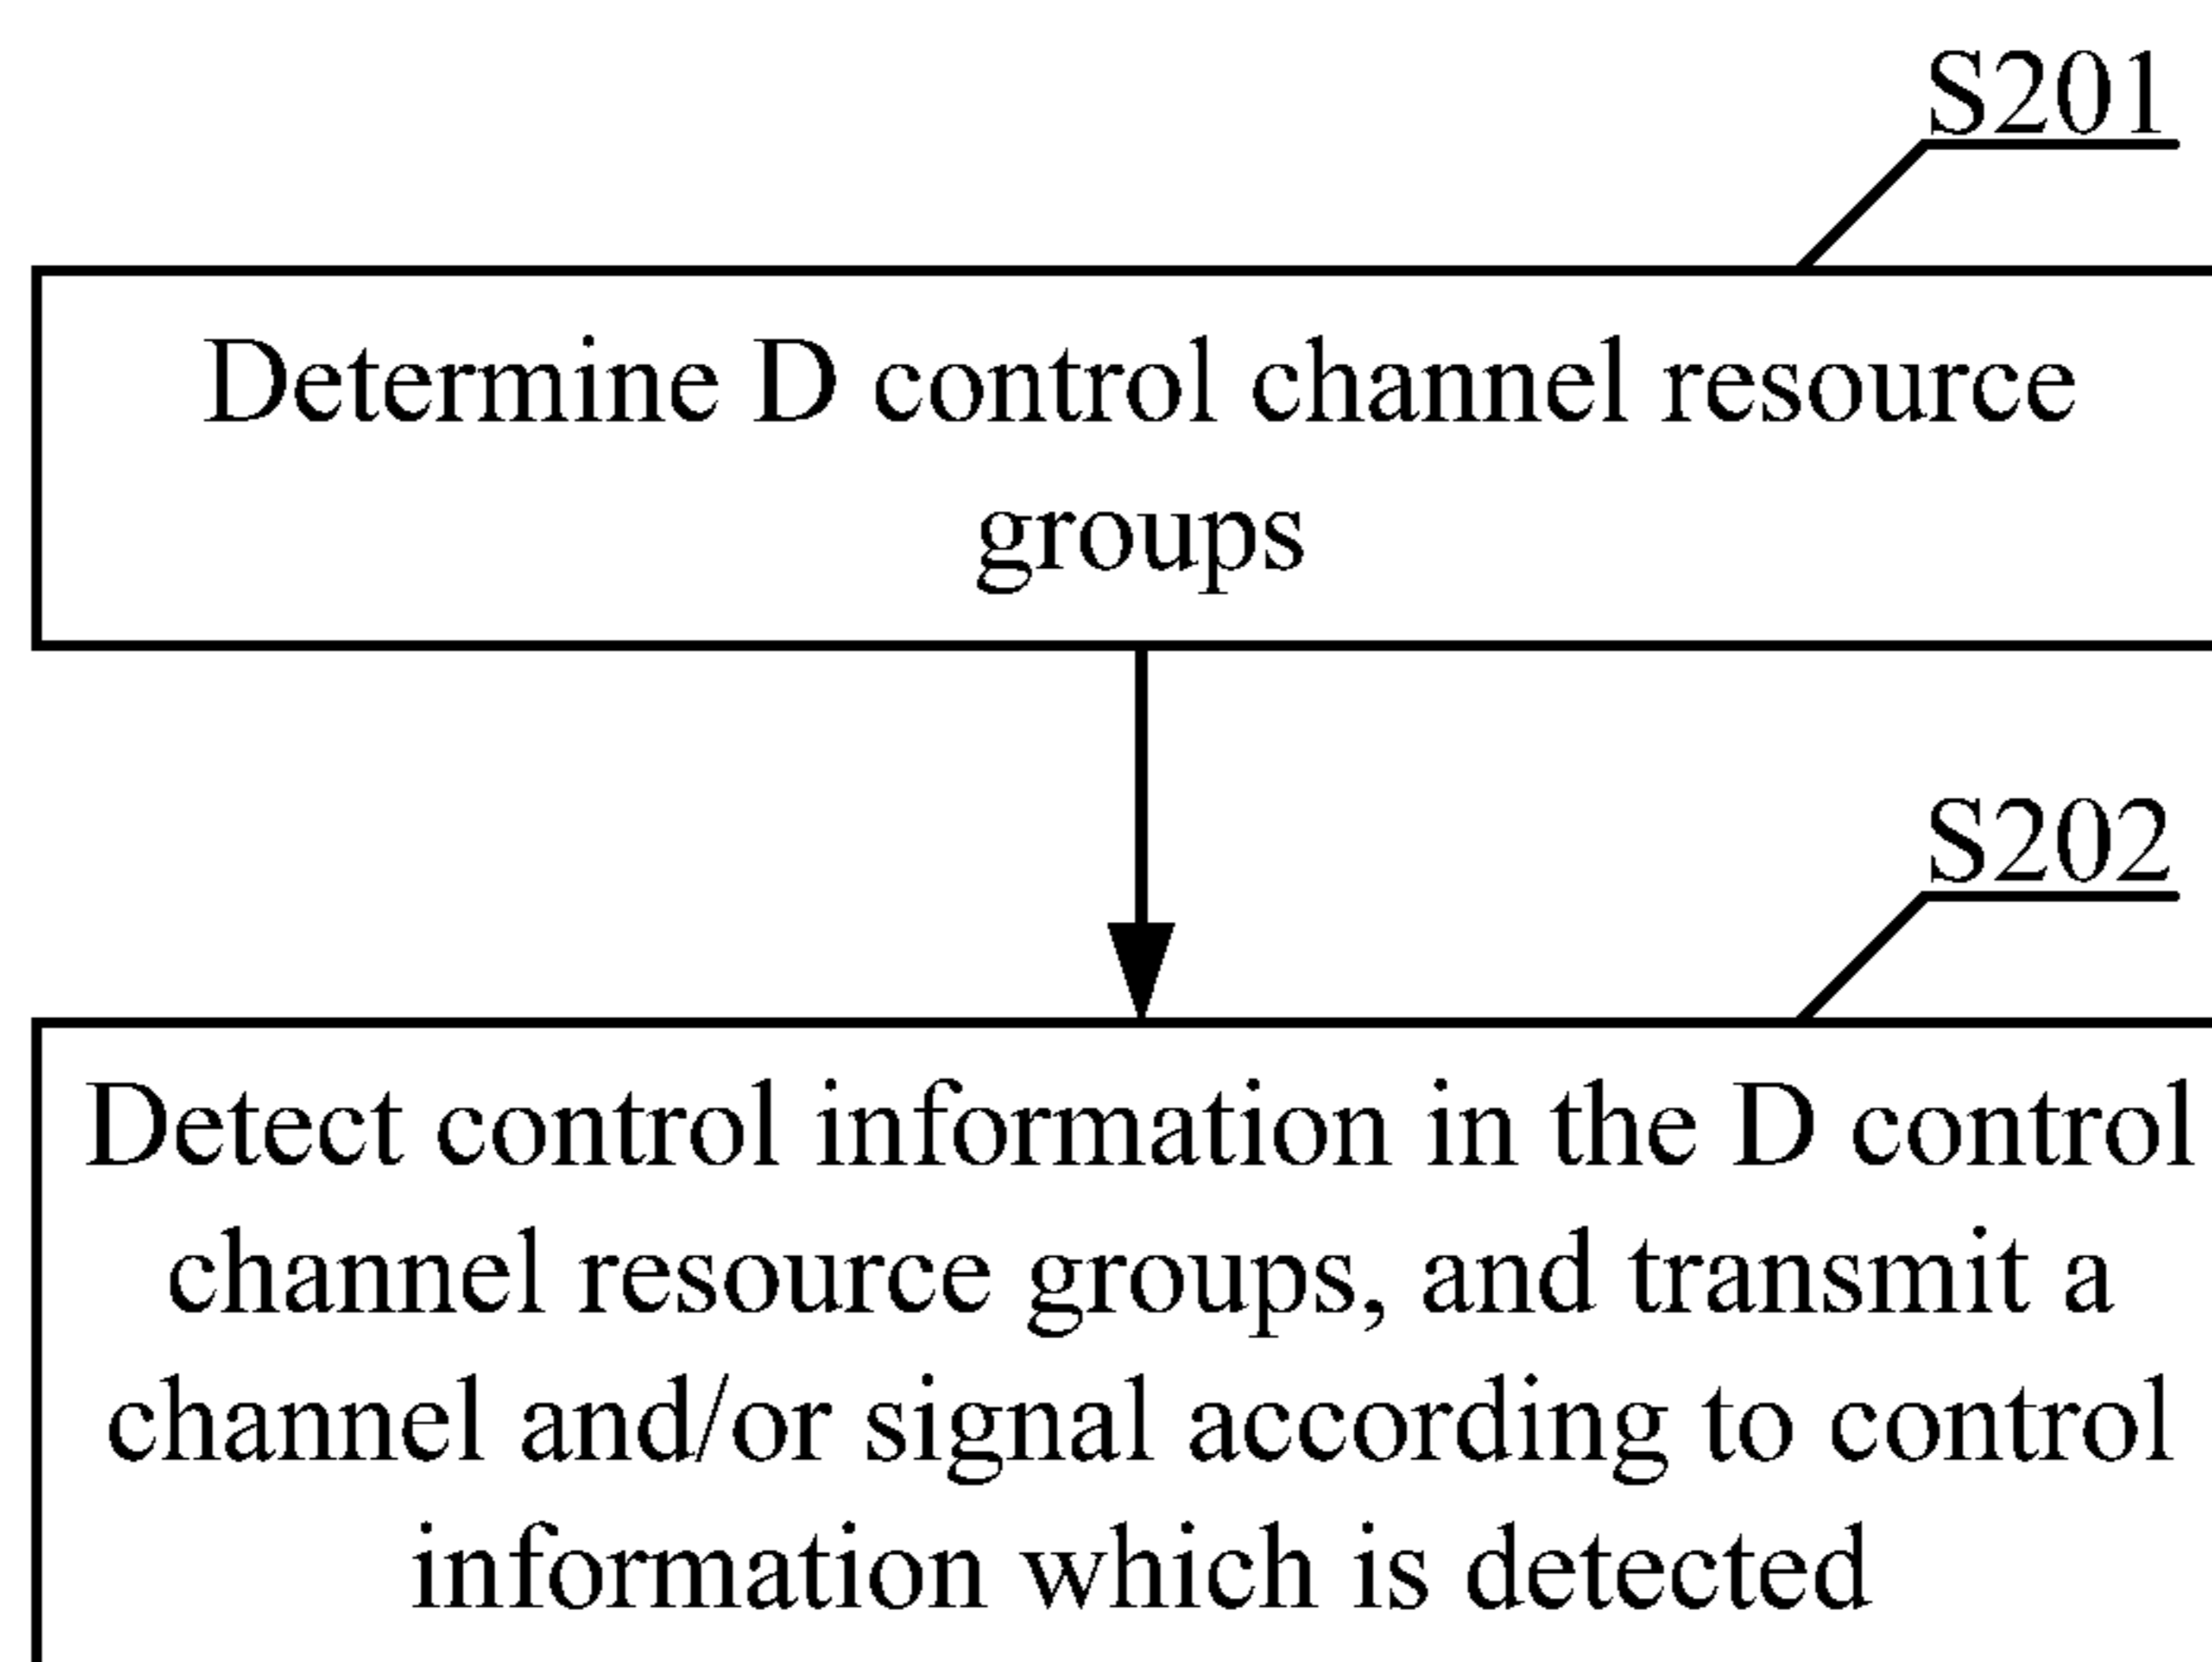 S201
Determine D control channel resource
groups
S202
Detect control information in the D control
channel resource groups, and transmit a
channel and/or signal according to control
information which is detected